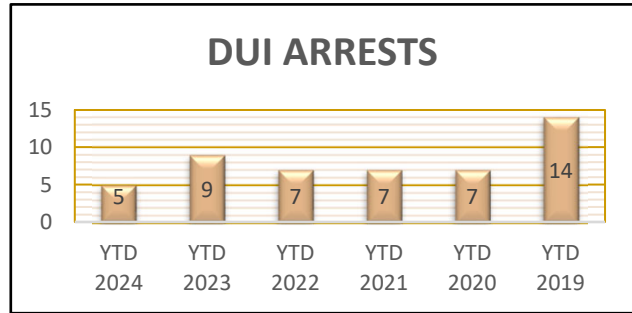 DUI ARRESTS
15
10
5
0
5
9
7
7
7
14
YTD 2024
YTD 2023
YTD 2022
YTD 2021
YTD 2020
YTD 2019